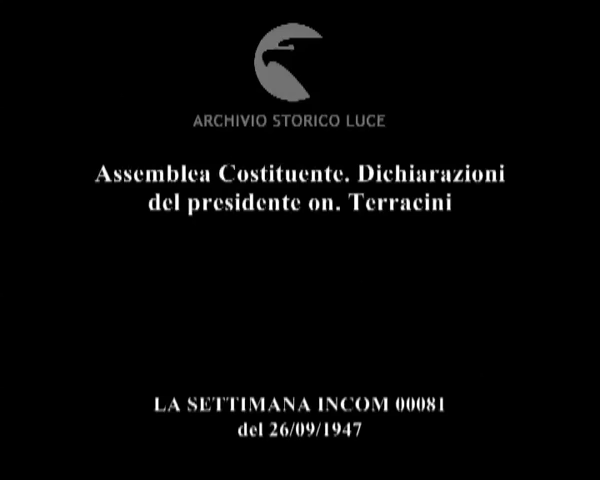 ARCHIVIO STORICO LUCE
Assemblea Costituente. Dichiarazioni
del presidente on. Terracini
LA SETTIMANA INCOM 00081
del 26/09/1947